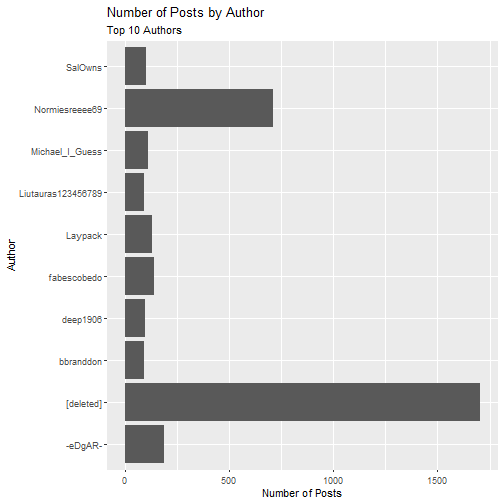 Number of Posts by Author
Top 10 Authors
SalOwns
Normiesreeee69
Michael_I_Guess
Liutauras123456789
Laypack
fabescobedo
deep1906
bbranddon
[deleted]
-eDgAR-
Author
0 500 1000 1500
Number of Posts